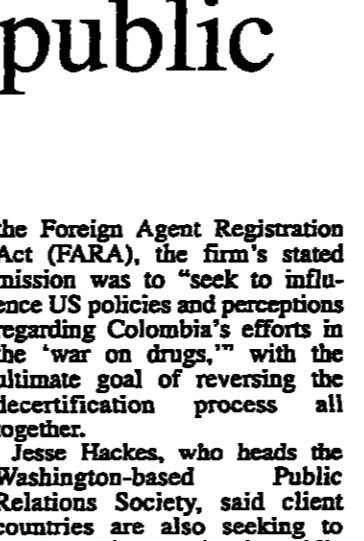 public
the Foreign Agent Registration
Act (FARA), the firm's stated
mission was to "seek to influ-
ence US policies and perceptions
regarding Colombia's efforts in
the 'war on drugs,'" with the
ultimate goal of reversing the
decertification process all
together.
Jesse Hackes, who heads the
Washington-based Public
Relations Society, said client
countries are also seeking to